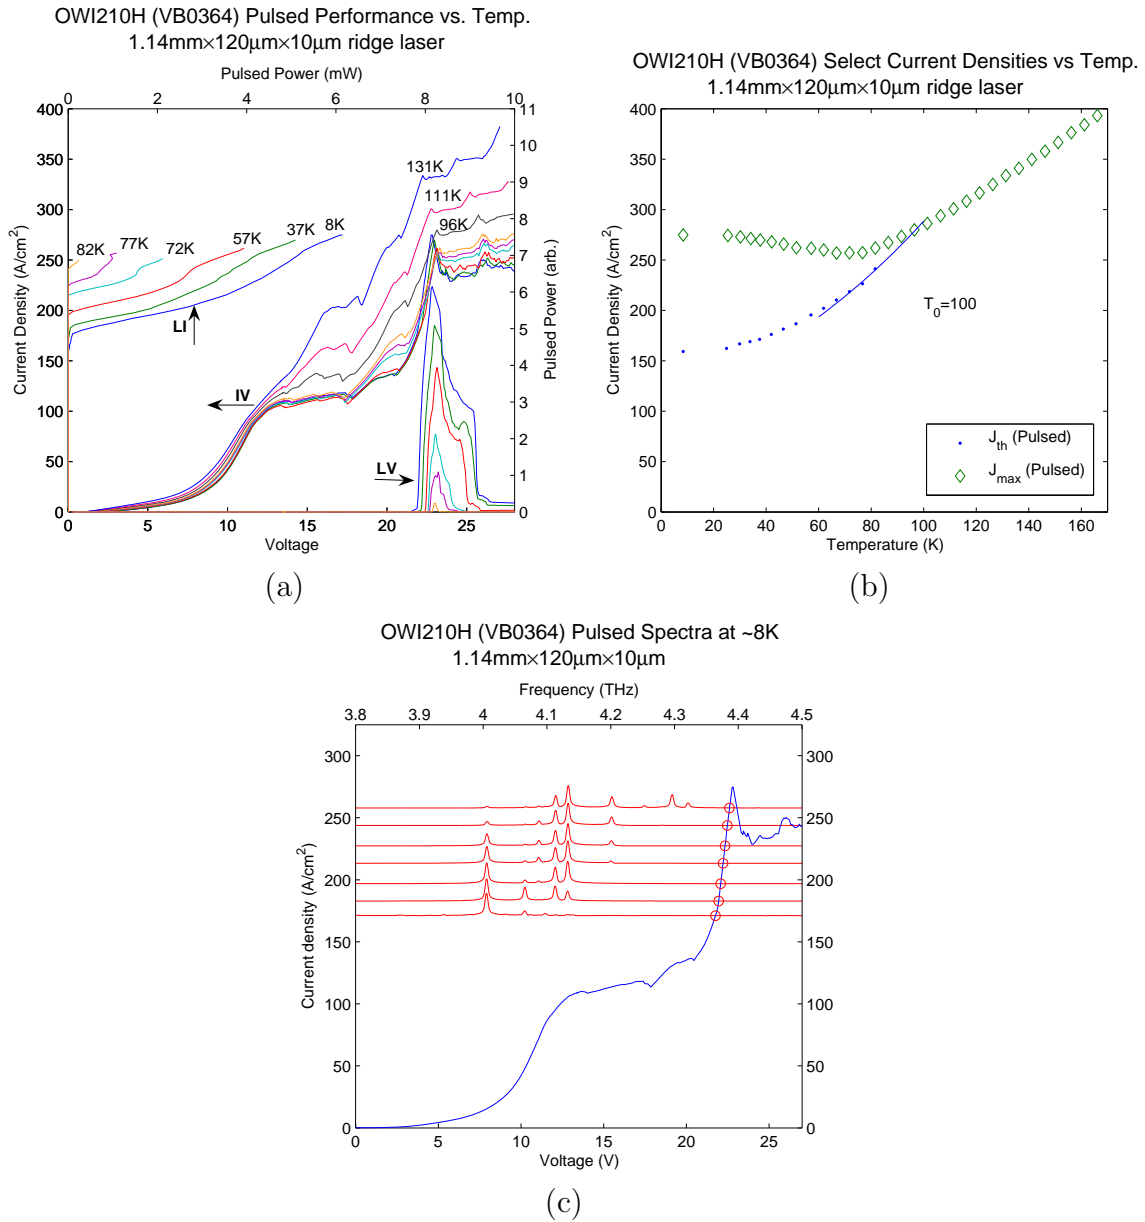 OWI210H (VB0364) Pulsed Performance vs. Temp.
1.14mm×120μm×10μm ridge laser
Pulsed Power (mW)
0 2 4 6 8 10
400 350 300 250 200 150 100 50 0
Current Density (A/cm²)
11 10 9 8 7 6 5 4 3 2 1 0
Pulsed Power (arb.)
131K
111K
96K
82K 77K 72K 57K 37K 8K
LI
IV
LV
0 5 10 15 20 25
Voltage
(a)
OWI210H (VB0364) Select Current Densities vs Temp.
1.14mm×120μm×10μm ridge laser
400 350 300 250 200 150 100 50 0
Current Density (A/cm²)
T₀=100
J_th (Pulsed)
J_max (Pulsed)
0 20 40 60 80 100 120 140 160
Temperature (K)
(b)
OWI210H (VB0364) Pulsed Spectra at ~8K
1.14mm×120μm×10μm
Frequency (THz)
3.8 3.9 4 4.1 4.2 4.3 4.4 4.5
300 250 200 150 100 50 0
Current density (A/cm²)
300 250 200 150 100 50 0
0 5 10 15 20 25
Voltage (V)
(c)